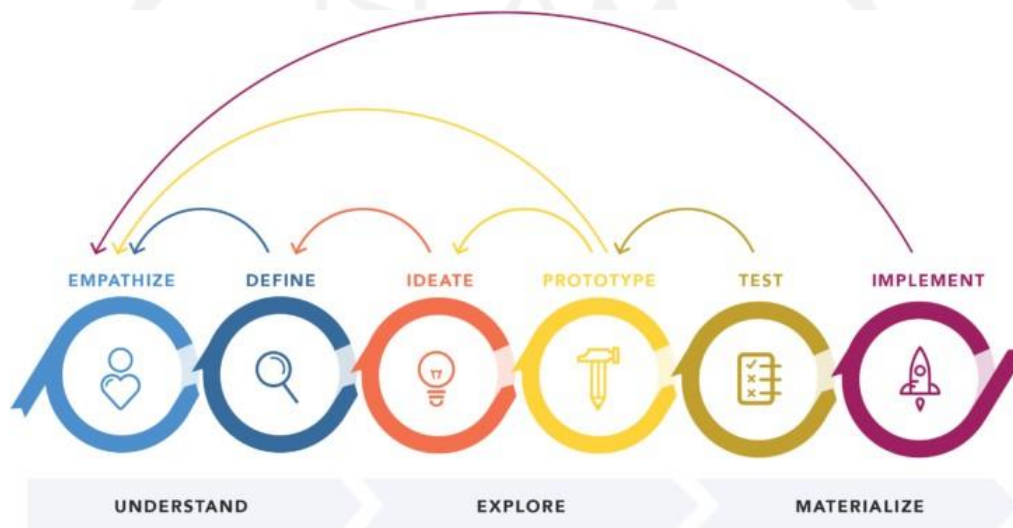 EMPATHIZE DEFINE IDEATE PROTOTYPE TEST IMPLEMENT
UNDERSTAND EXPLORE MATERIALIZE